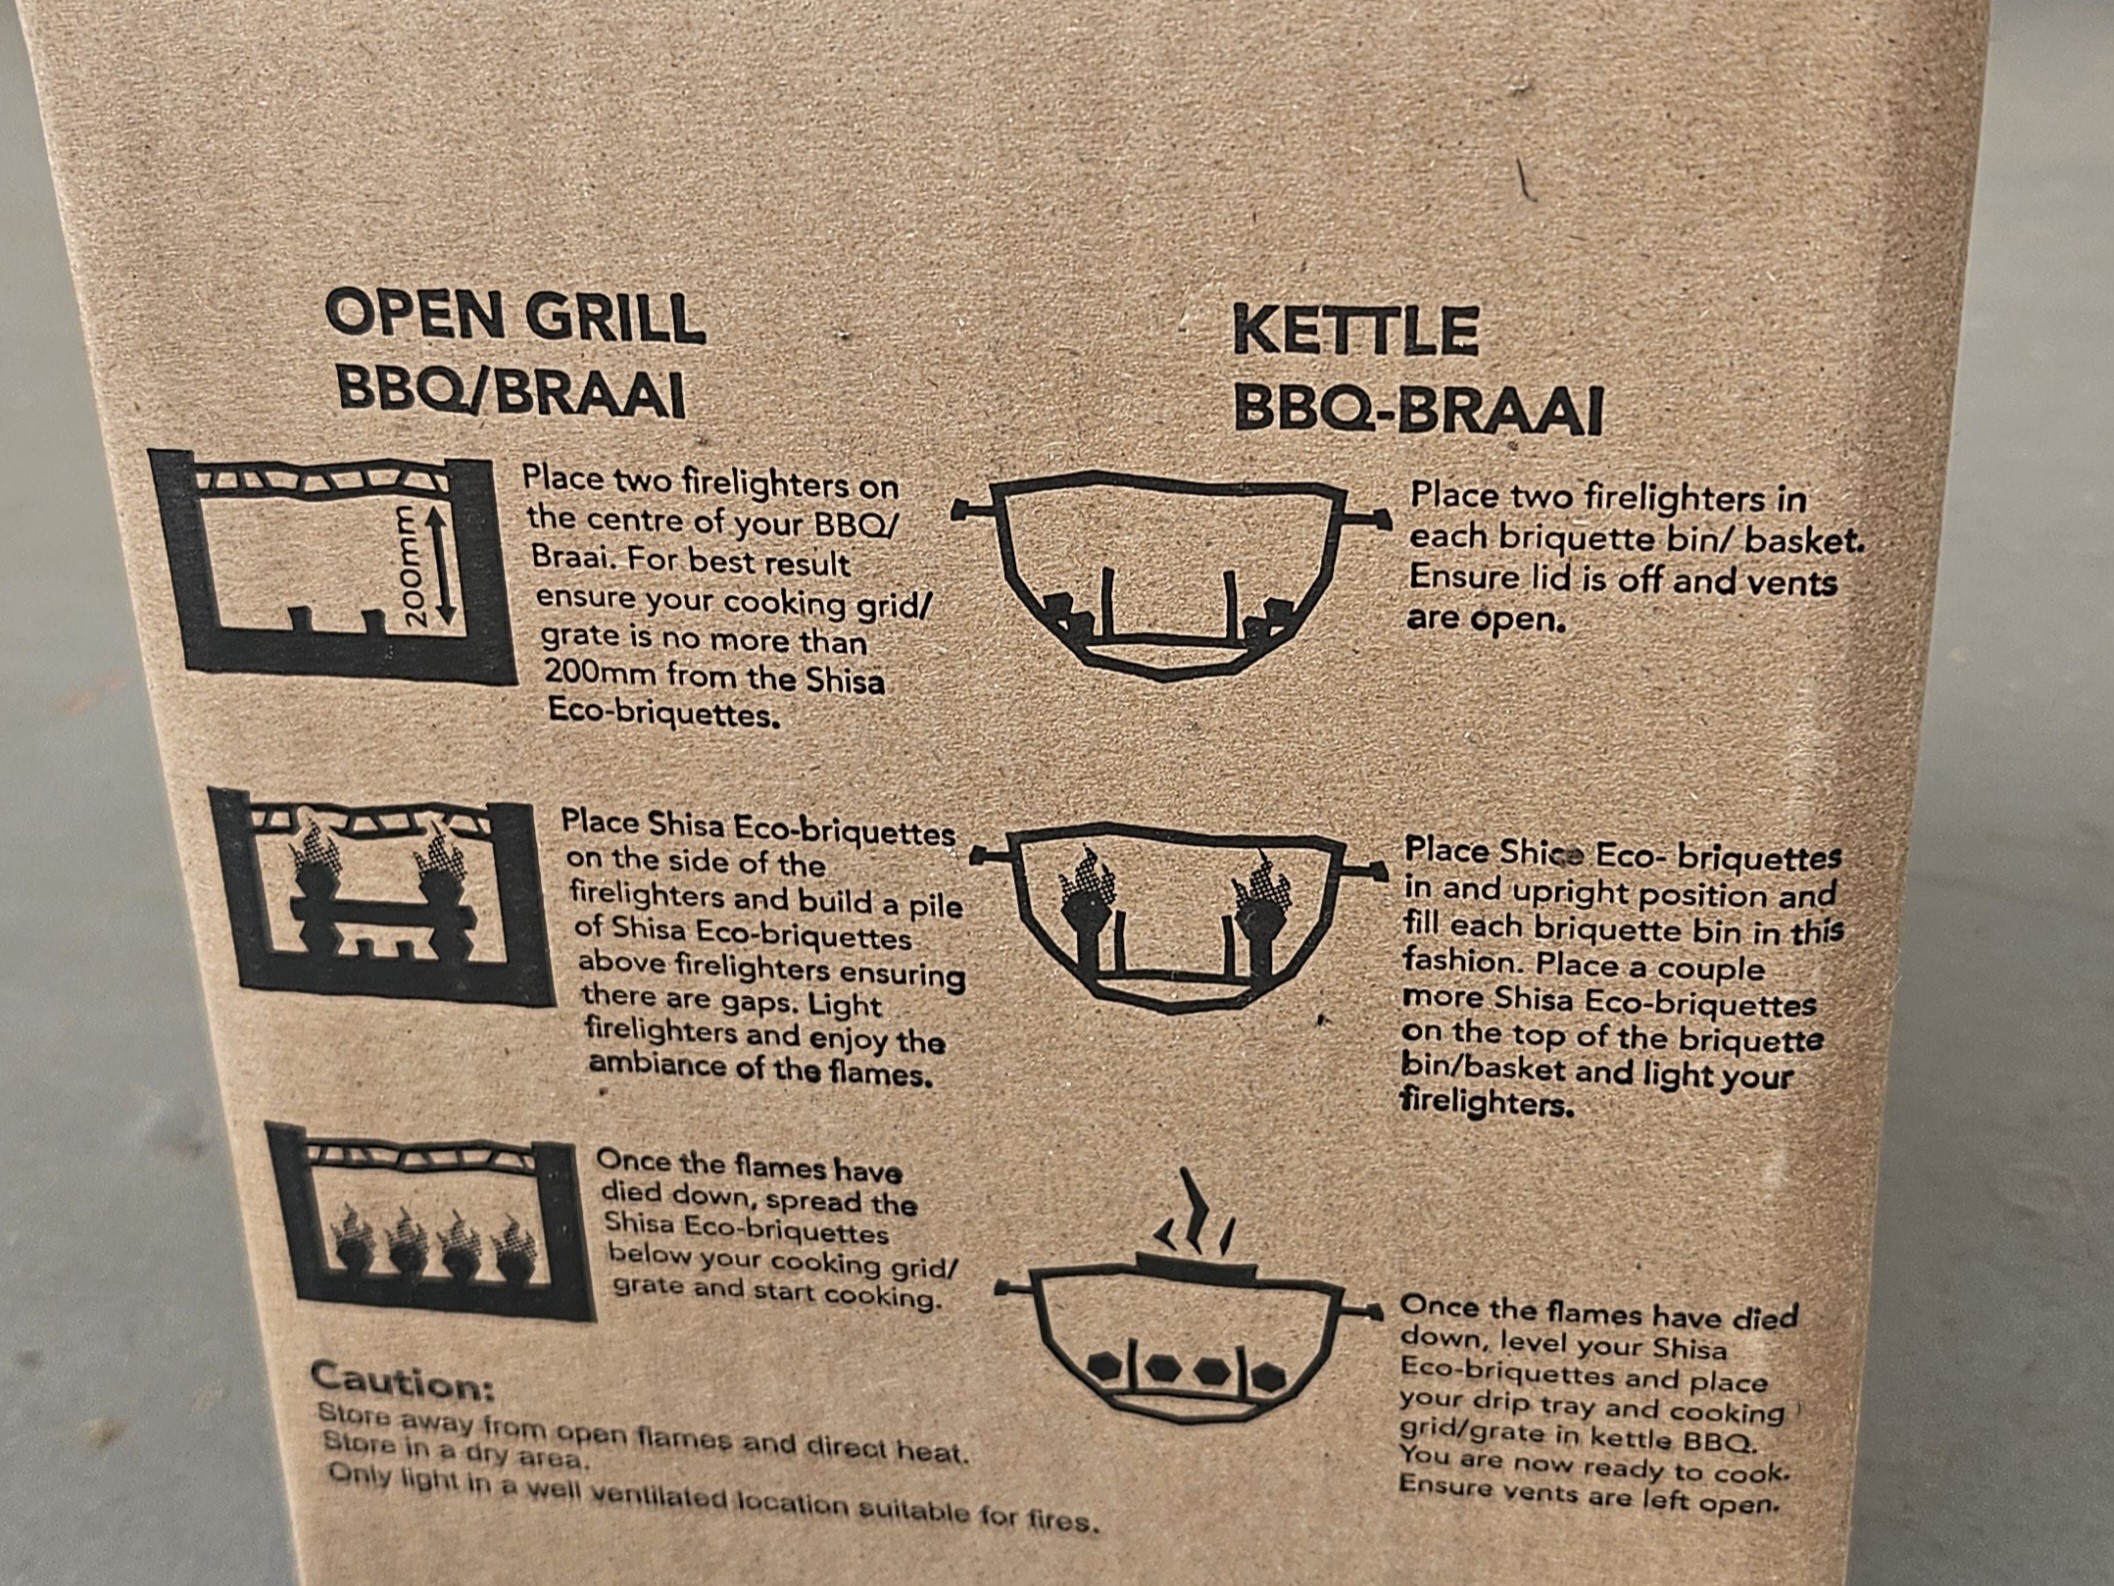 OPEN GRILL
BBQ/BRAAI
200mm
Place two firelighters on
the centre of your BBQ/
Braai. For best result
ensure your cooking grid/
grate is no more than
200mm from the Shisa
Eco-briquettes.
Place Shisa Eco-briquettes
on the side of the
firelighters and build a pile
of Shisa Eco-briquettes
above firelighters ensuring
there are gaps. Light
firelighters and enjoy the
ambiance of the flames.
Once the flames have
died down, spread the
Shisa Eco-briquettes
below your cooking grid/
grate and start cooking.
Caution:
Store away from open flames and direct heat.
Store in a dry area.
Only light in a well ventilated location suitable for fires.
KETTLE
BBQ-BRAAI
Place two firelighters in
each briquette bin/ basket.
Ensure lid is off and vents
are open.
Place Shisa Eco- briquettes
in and upright position and
fill each briquette bin in this
fashion. Place a couple
more Shisa Eco-briquettes
on the top of the briquette
bin/basket and light your
firelighters.
Once the flames have died
down, level your Shisa
Eco-briquettes and place
your drip tray and cooking
grid/grate in kettle BBQ.
You are now ready to cook.
Ensure vents are left open.